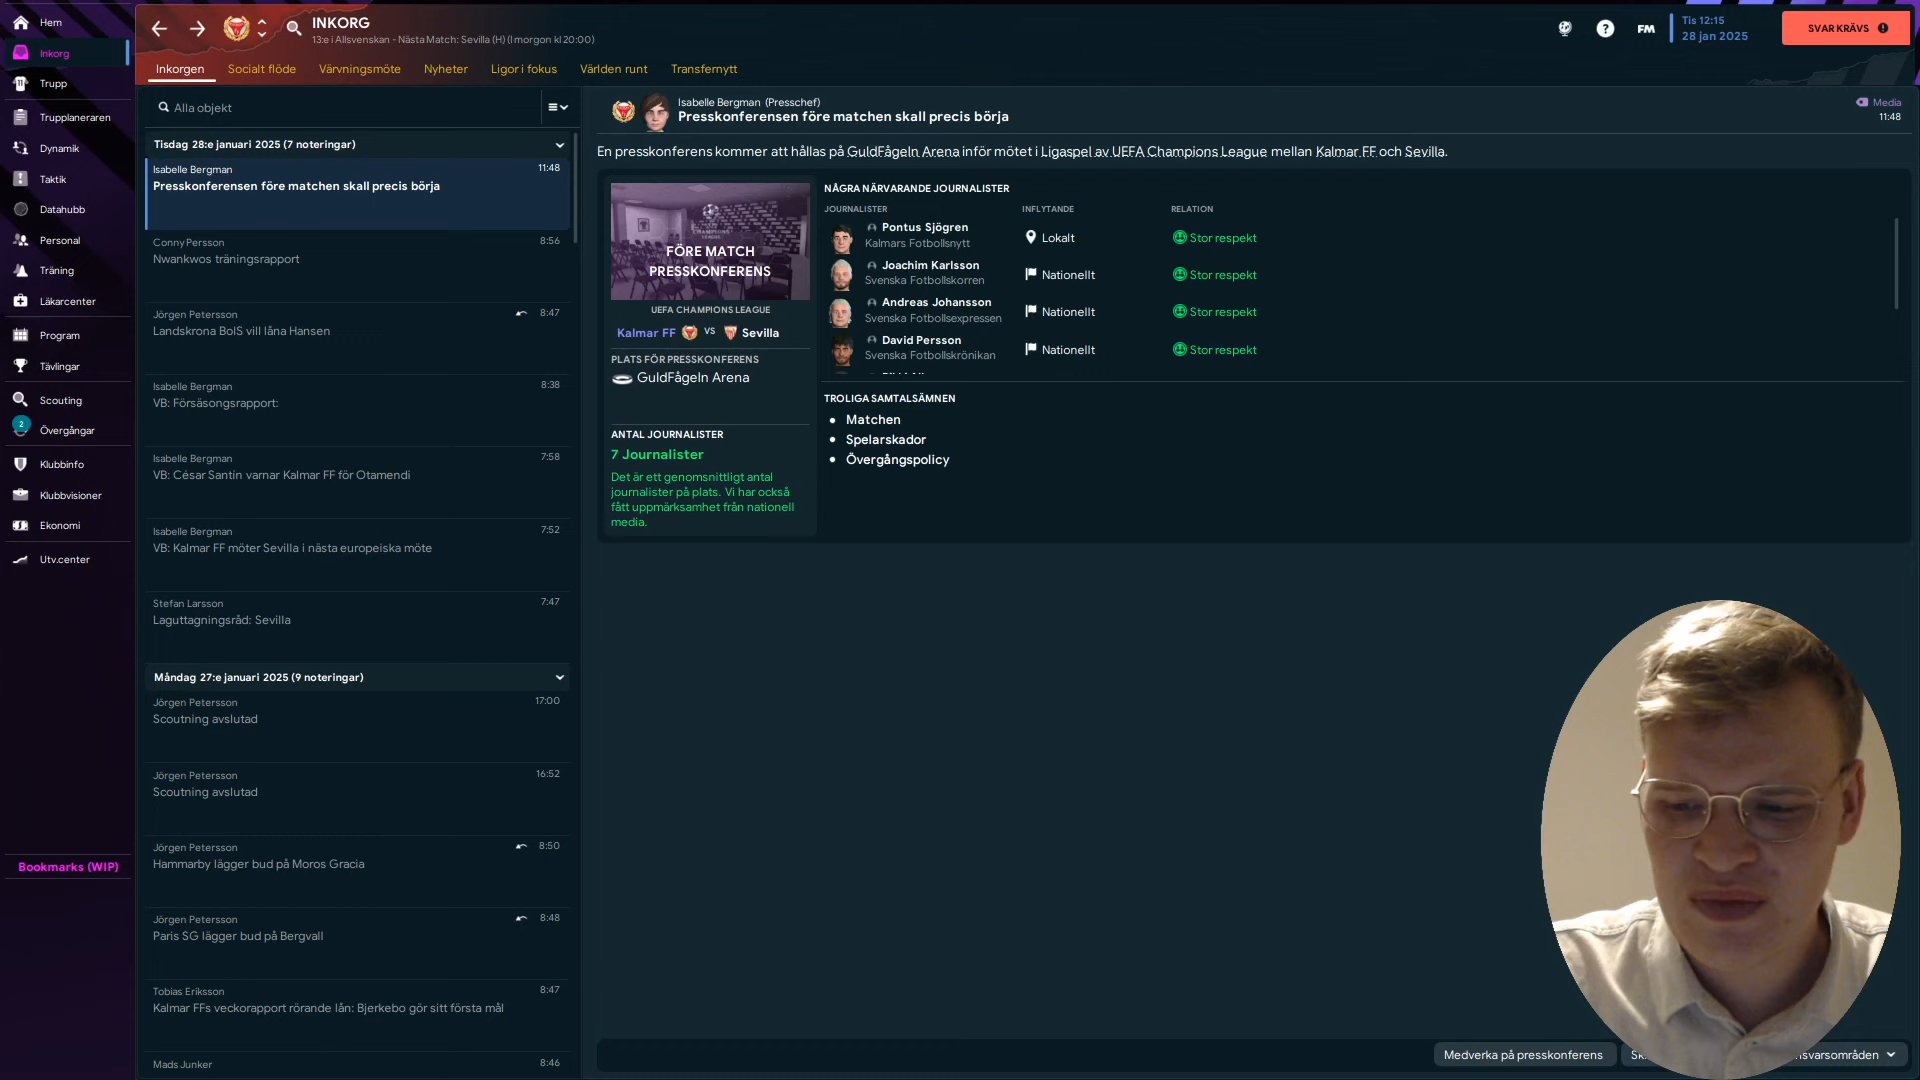 Hem
Inkorg
Trupp
Trupplaneraren
Dynamik
Taktik
Datahubb
Personal
Träning
Läkarcenter
Program
Tävlingar
Scouting
2
Övergångar
Klubbinfo
Klubbvisioner
Ekonomi
Utv.center
Bookmarks (WIP)
INKORG
13:e i Allsvenskan - Nästa Match: Sevilla (H) (I morgon kl 20:00)
FM
Tis 12:15
28 jan 2025
SVAR KRÄVS
Inkorgen
Socialt flöde
Värvningsmöte
Nyheter
Ligor i fokus
Världen runt
Transfernytt
Alla objekt
Tisdag 28:e januari 2025 (7 noteringar)
Isabelle Bergman 11:48
Presskonferensen före matchen skall precis börja
Conny Persson 8:56
Nwankwos träningsrapport
Jörgen Petersson 8:47
Landskrona BoIS vill låna Hansen
Isabelle Bergman 8:38
VB: Försäsongsrapport:
Isabelle Bergman 7:58
VB: César Santin varnar Kalmar FF för Otamendi
Isabelle Bergman 7:52
VB: Kalmar FF möter Sevilla i nästa europeiska möte
Stefan Larsson 7:47
Laguttagningsråd: Sevilla
Måndag 27:e januari 2025 (9 noteringar)
Jörgen Petersson 17:00
Scoutning avslutad
Jörgen Petersson 16:52
Scoutning avslutad
Jörgen Petersson 8:50
Hammarby lägger bud på Moros Gracia
Jörgen Petersson 8:48
Paris SG lägger bud på Bergvall
Tobias Eriksson 8:47
Kalmar FFs veckorapport rörande lån: Bjerkebo gör sitt första mål
Mads Junker 8:46
Isabelle Bergman (Presschef)
Presskonferensen före matchen skall precis börja
Media
11:48
En presskonferens kommer att hållas på GuldFågeln Arena inför mötet i Ligaspel av UEFA Champions League mellan Kalmar FF och Sevilla.
FÖRE MATCH
PRESSKONFERENS
UEFA CHAMPIONS LEAGUE
Kalmar FF VS Sevilla
PLATS FÖR PRESSKONFERENS
GuldFågeln Arena
ANTAL JOURNALISTER
7 Journalister
Det är ett genomsnittligt antal
journalister på plats. Vi har också
fått uppmärksamhet från nationell
media.
NÅGRA NÄRVARANDE JOURNALISTER
JOURNALISTER INFLYTANDE RELATION
Pontus Sjögren
Kalmars Fotbollsnytt
Lokalt Stor respekt
Joachim Karlsson
Svenska Fotbollskorren
Nationellt Stor respekt
Andreas Johansson
Svenska Fotbollsexpressen
Nationellt Stor respekt
David Persson
Svenska Fotbollskrönikan
Nationellt Stor respekt
TROLIGA SAMTALSÄMNEN
Matchen
Spelarskador
Övergångspolicy
Medverka på presskonferens